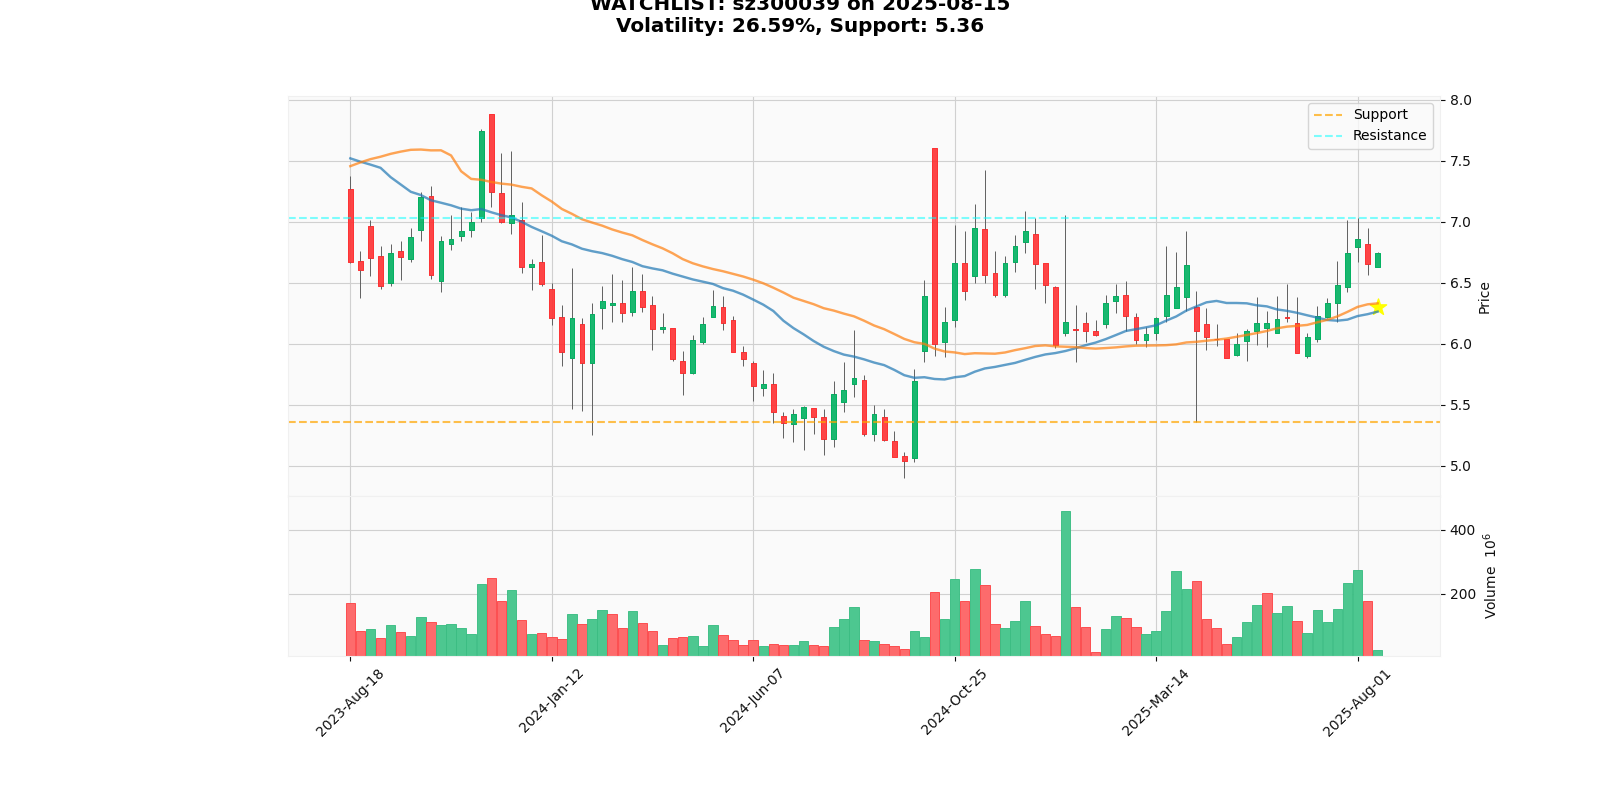 WATCHLIST: sz300039 on 2025-08-15
Volatility: 26.59%, Support: 5.36
Support
Resistance
8.0
7.5
7.0
6.5
6.0
5.5
5.0
Price
400
200
Volume 10⁶
2023-Aug-18
2024-Jan-12
2024-Jun-07
2024-Oct-25
2025-Mar-14
2025-Aug-01